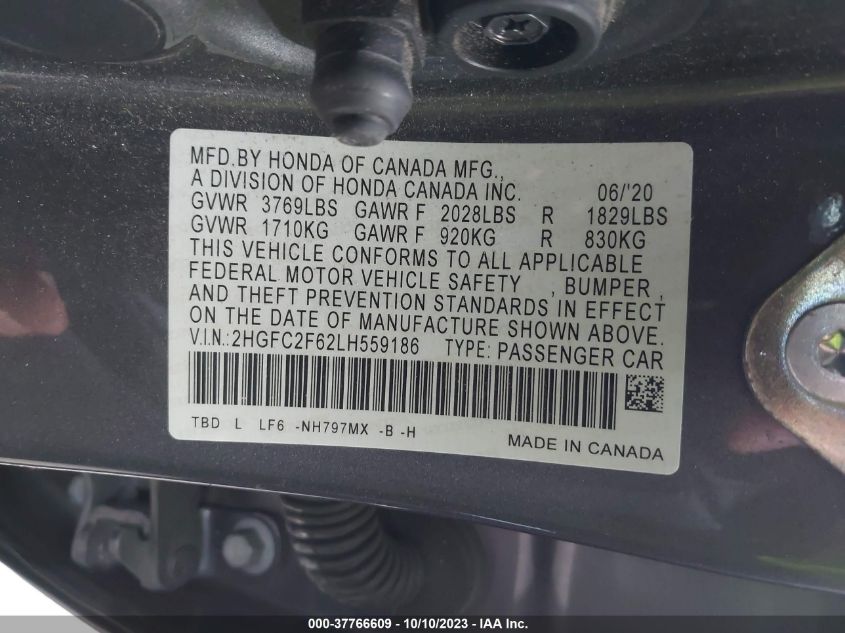 MFD.BY HONDA OF CANADA MFG.,
A DIVISION OF HONDA CANADA INC. 06/'20
GVWR 3769LBS GAWR F 2028LBS R 1829LBS
GVWR 1710KG GAWR F 920KG R 830KG
THIS VEHICLE CONFORMS TO ALL APPLICABLE
FEDERAL MOTOR VEHICLE SAFETY , BUMPER ,
AND THEFT PREVENTION STANDARDS IN EFFECT
ON THE DATE OF MANUFACTURE SHOWN ABOVE.
V.I.N.:2HGFC2F62LH559186 TYPE: PASSENGER CAR
TBD L LF6 -NH797MX -B -H
MADE IN CANADA
000-37766609 - 10/10/2023 - IAA Inc.